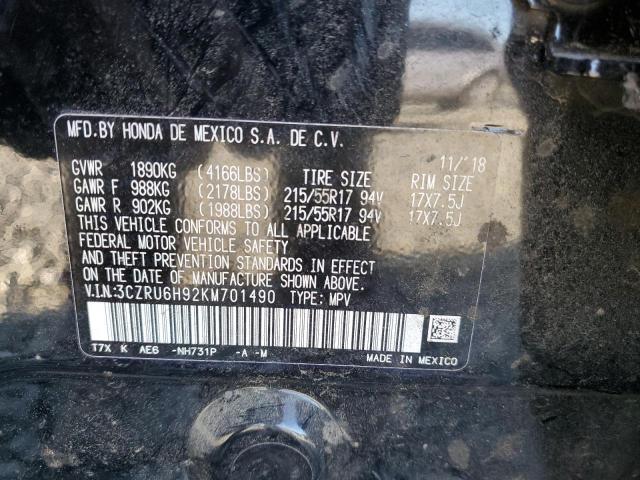 MFD.BY HONDA DE MEXICO S.A. DE C.V.
11/'18
GVWR 1890KG (4166LBS) TIRE SIZE RIM SIZE
GAWR F 988KG (2178LBS) 215/55R17 94V 17X7.5J
GAWR R 902KG (1988LBS) 215/55R17 94V 17X7.5J
THIS VEHICLE CONFORMS TO ALL APPLICABLE
FEDERAL MOTOR VEHICLE SAFETY
AND THEFT PREVENTION STANDARDS IN EFFECT
ON THE DATE OF MANUFACTURE SHOWN ABOVE.
V.I.N:3CZRU6H92KM701490 TYPE: MPV
T7X K AE6 -NH731P -A -M
MADE IN MEXICO